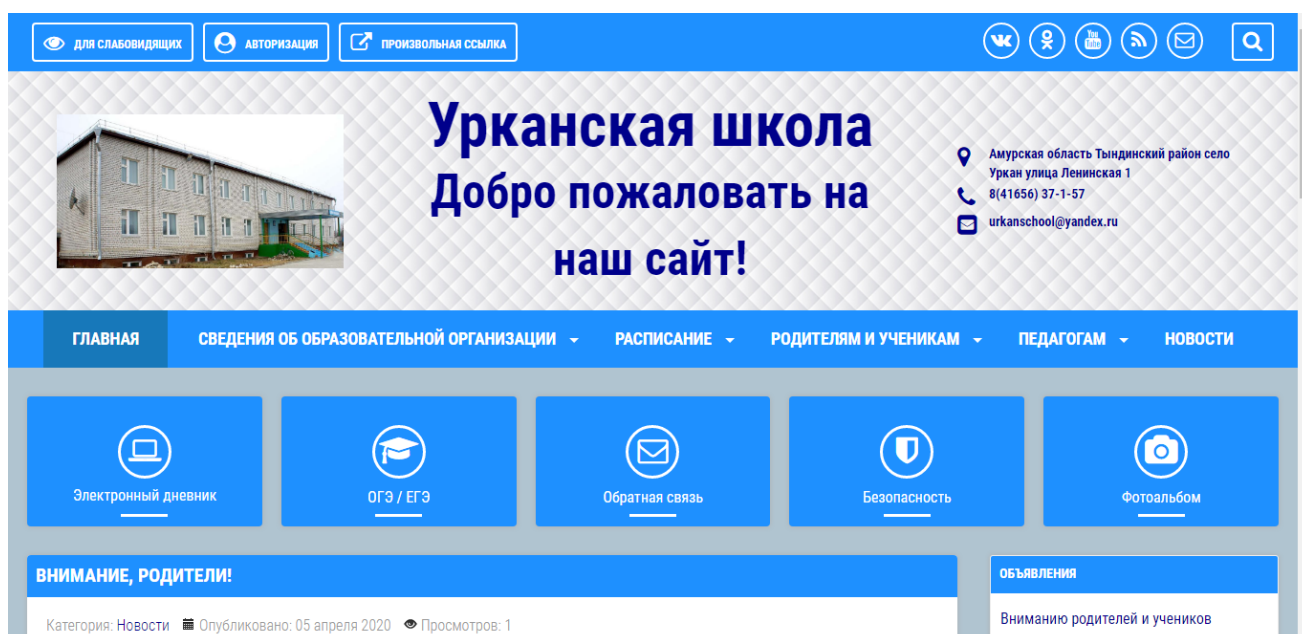 ДЛЯ СЛАБОВИДЯЩИХ
АВТОРИЗАЦИЯ
ПРОИЗВОЛЬНАЯ ССЫЛКА
You
Tube
Урканская школа
Добро пожаловать на
наш сайт!
Амурская область Тындинский район село
Уркан улица Ленинская 1
8(41656) 37-1-57
urkanschool@yandex.ru
ГЛАВНАЯ
СВЕДЕНИЯ ОБ ОБРАЗОВАТЕЛЬНОЙ ОРГАНИЗАЦИИ
РАСПИСАНИЕ
РОДИТЕЛЯМ И УЧЕНИКАМ
ПЕДАГОГАМ
НОВОСТИ
Электронный дневник
ОГЭ / ЕГЭ
Обратная связь
Безопасность
Фотоальбом
ВНИМАНИЕ, РОДИТЕЛИ!
Категория: Новости Опубликовано: 05 апреля 2020 Просмотров: 1
ОБЪЯВЛЕНИЯ
Вниманию родителей и учеников